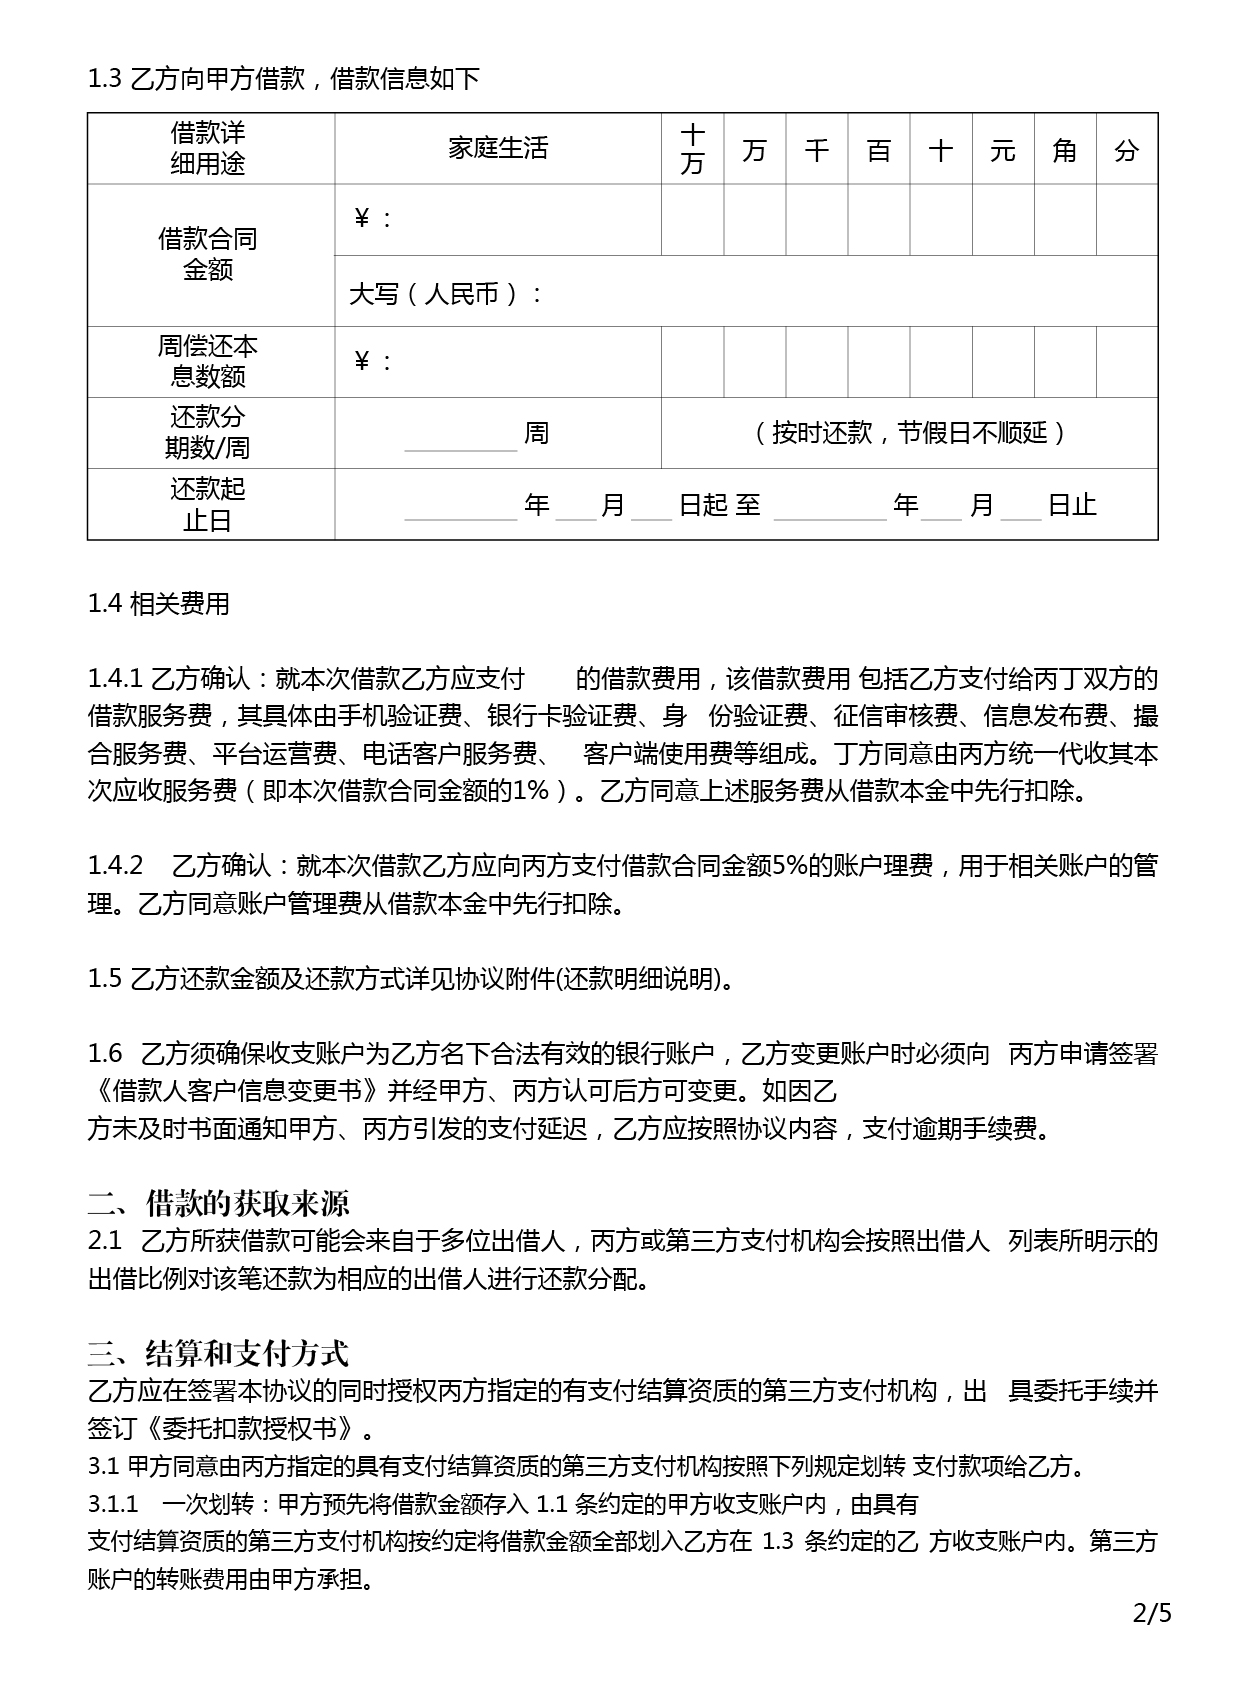 1.3 乙方向甲方借款，借款信息如下
借款详
细用途
家庭生活
十
万
万
千
百
十
元
角
分
借款合同
金额
¥ ：
大写（人民币）：
周偿还本
息数额
¥ ：
还款分
期数/周
________ 周
（按时还款，节假日不顺延）
还款起
止日
________ 年 ___ 月 ___ 日起 至 ________ 年 ___ 月 ___ 日止
1.4 相关费用
1.4.1 乙方确认：就本次借款乙方应支付 的借款费用，该借款费用 包括乙方支付给丙丁双方的
借款服务费，其具体由手机验证费、银行卡验证费、身 份验证费、征信审核费、信息发布费、撮
合服务费、平台运营费、电话客户服务费、 客户端使用费等组成。丁方同意由丙方统一代收其本
次应收服务费（即本次借款合同金额的1%）。乙方同意上述服务费从借款本金中先行扣除。
1.4.2 乙方确认：就本次借款乙方应向丙方支付借款合同金额5%的账户理费，用于相关账户的管
理。乙方同意账户管理费从借款本金中先行扣除。
1.5 乙方还款金额及还款方式详见协议附件(还款明细说明)。
1.6 乙方须确保收支账户为乙方名下合法有效的银行账户，乙方变更账户时必须向 丙方申请签署
《借款人客户信息变更书》并经甲方、丙方认可后方可变更。如因乙
方未及时书面通知甲方、丙方引发的支付延迟，乙方应按照协议内容，支付逾期手续费。
二、借款的获取来源
2.1 乙方所获借款可能会来自于多位出借人，丙方或第三方支付机构会按照出借人 列表所明示的
出借比例对该笔还款为相应的出借人进行还款分配。
三、结算和支付方式
乙方应在签署本协议的同时授权丙方指定的有支付结算资质的第三方支付机构，出 具委托手续并
签订《委托扣款授权书》。
3.1 甲方同意由丙方指定的具有支付结算资质的第三方支付机构按照下列规定划转 支付款项给乙方。
3.1.1 一次划转：甲方预先将借款金额存入 1.1 条约定的甲方收支账户内，由具有
支付结算资质的第三方支付机构按约定将借款金额全部划入乙方在 1.3 条约定的乙 方收支账户内。第三方
账户的转账费用由甲方承担。
2/5